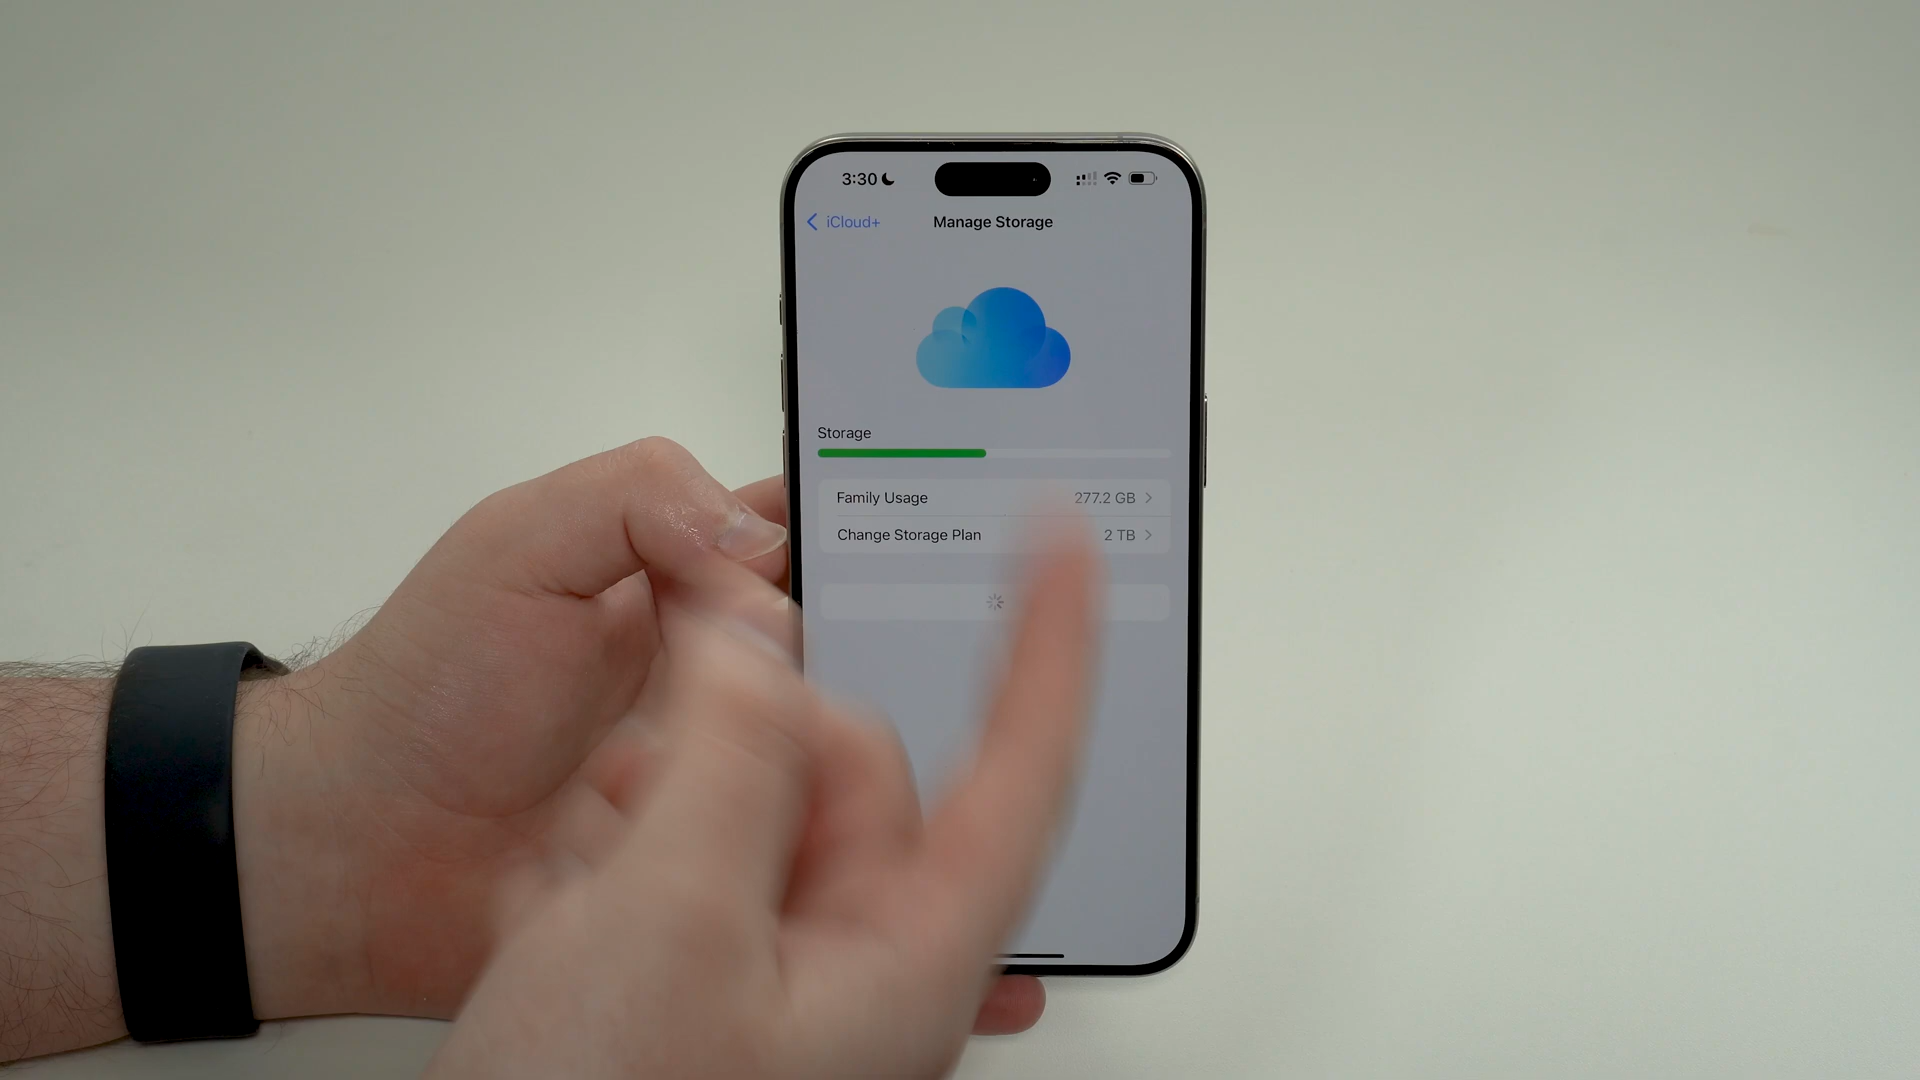 3:30
iCloud+
Manage Storage
Storage
Family Usage 277.2 GB
Change Storage Plan 2 TB